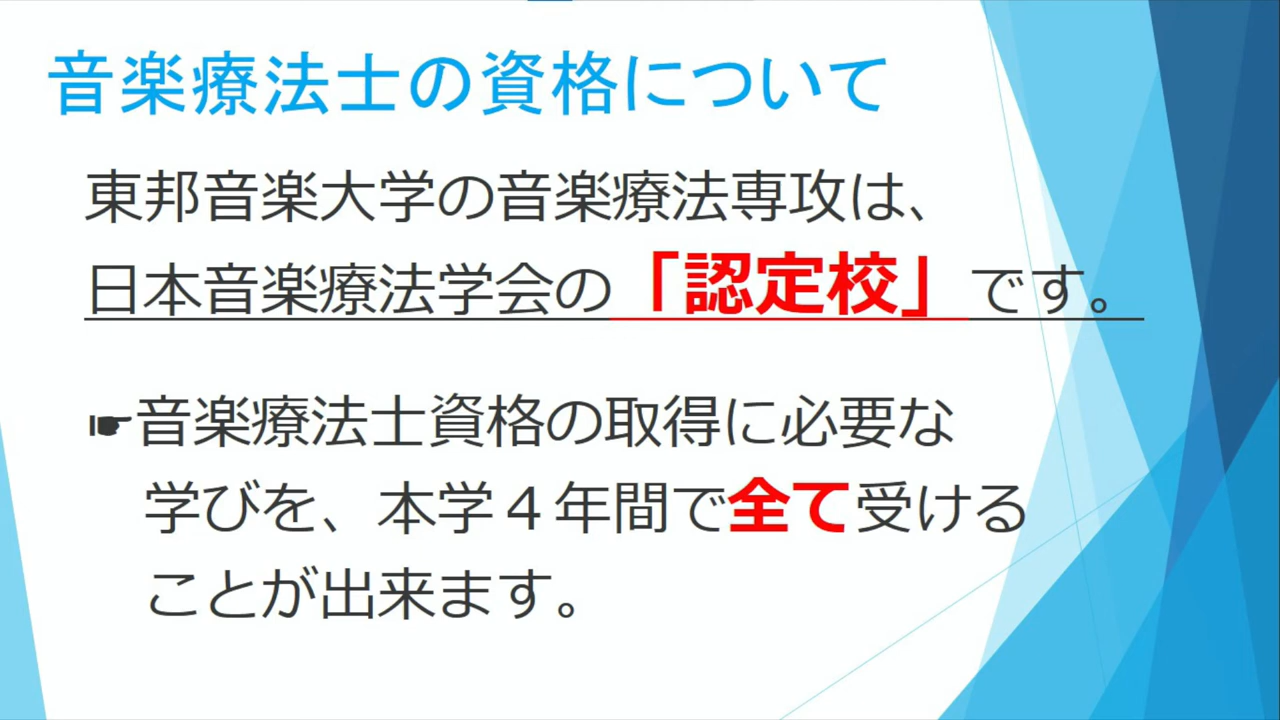 音楽療法士の資格について
東邦音楽大学の音楽療法専攻は、
日本音楽療法学会の「認定校」です。
☛音楽療法士資格の取得に必要な
学びを、本学４年間で全て受ける
ことが出来ます。